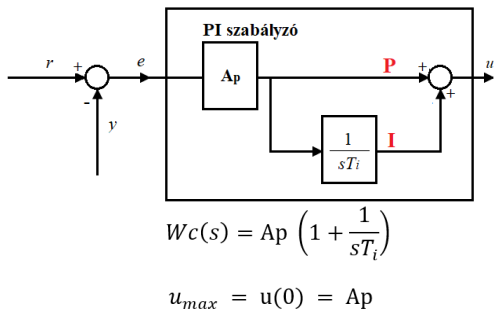 PI szabályzó
r + e Ap P + u
- + 
y
1
sTi
I
Wc(s) = Ap (1 + 1/sTi)
umax = u(0) = Ap